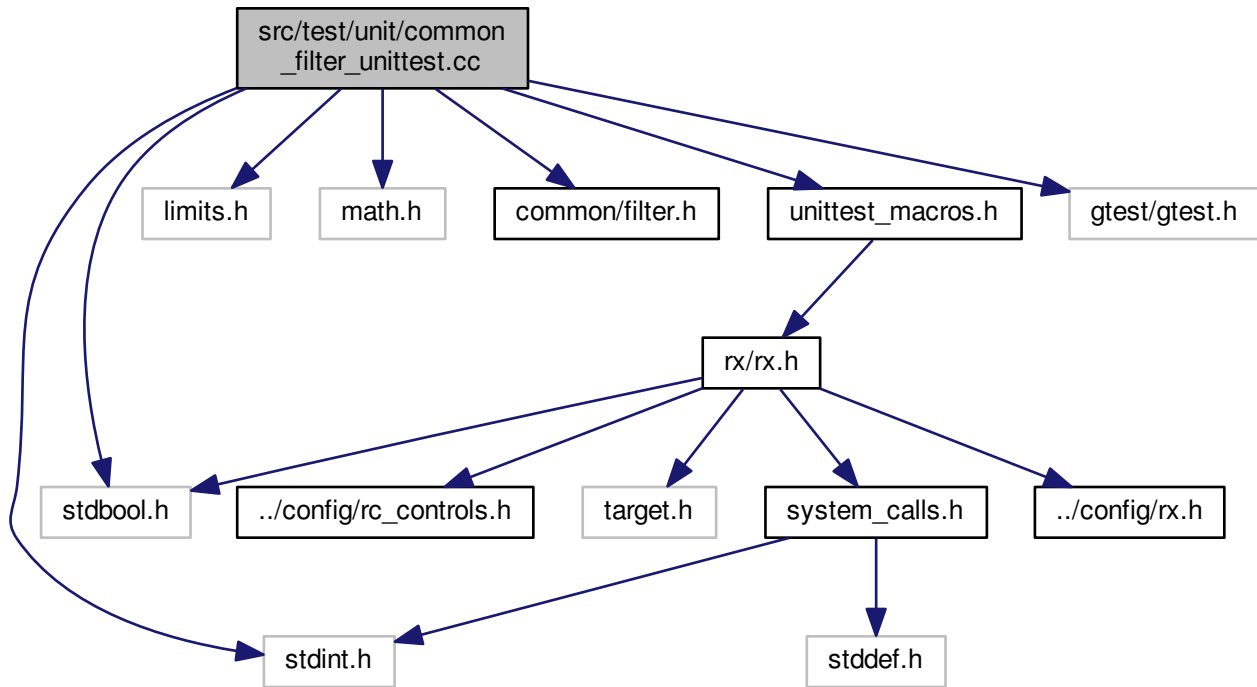 src/test/unit/common
_filter_unittest.cc
limits.h
math.h
common/filter.h
unittest_macros.h
gtest/gtest.h
rx/rx.h
stdbool.h
../config/rc_controls.h
target.h
system_calls.h
../config/rx.h
stdint.h
stddef.h